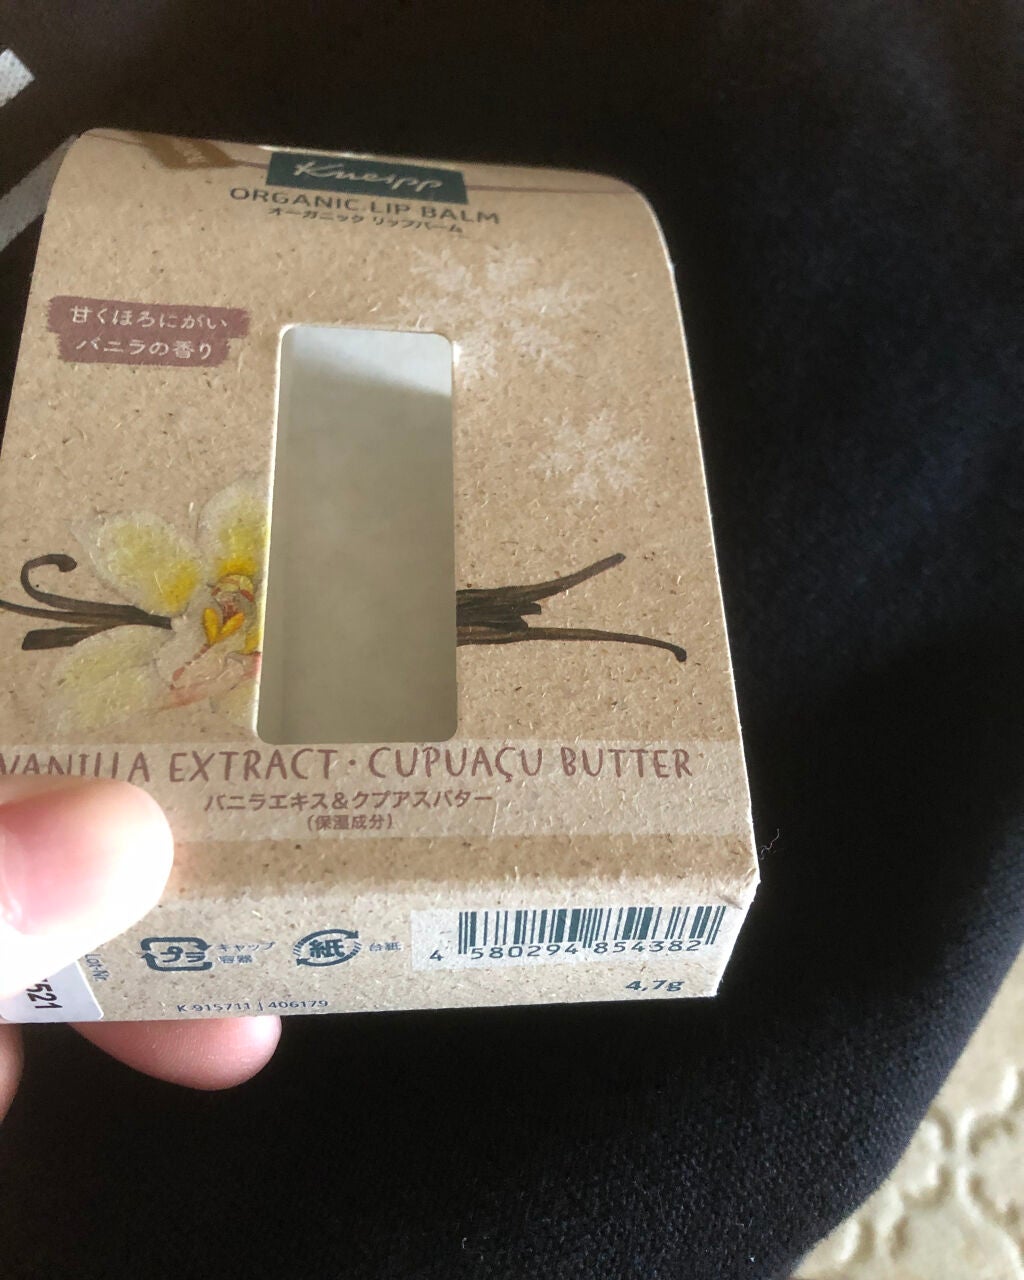 Kneipp
ORGANIC LIP BALM
オーガニック リップバーム
甘くほろにがい
バニラの香り
VANILLA EXTRACT・CUPUAÇU BUTTER
バニラエキス&クプアスバター
(保湿成分)
プラ
キャップ
容器
紙
台紙
4 580294 854382
4,7g
Lot-Nr.
521
K 915711 | 406179